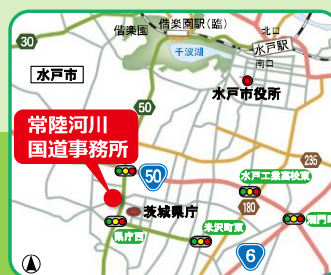 偕楽園
偕楽園駅(臨)
北口
水戸駅
南口
千波湖
30
水戸市
50
水戸市役所
常陸河川
国道事務所
50
235
水戸工業高校東
180
茨城県庁
県庁西
米沢町東
6